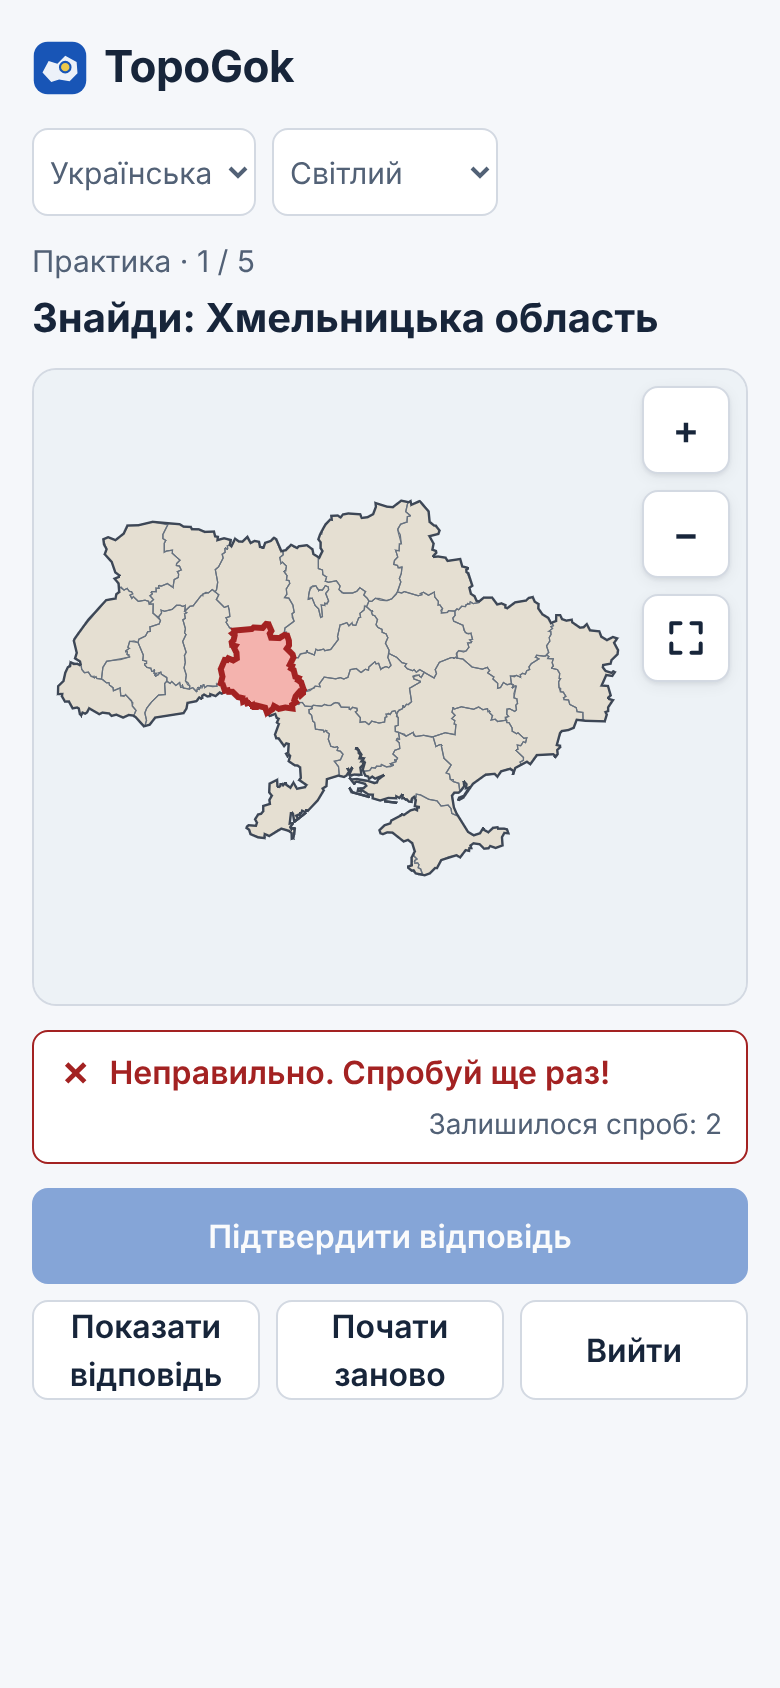 TopoGok
Українська
Світлий
Практика · 1 / 5
Знайди: Хмельницька область
+
−
✕ Неправильно. Спробуй ще раз!
Залишилося спроб: 2
Підтвердити відповідь
Показати
відповідь
Почати
заново
Вийти